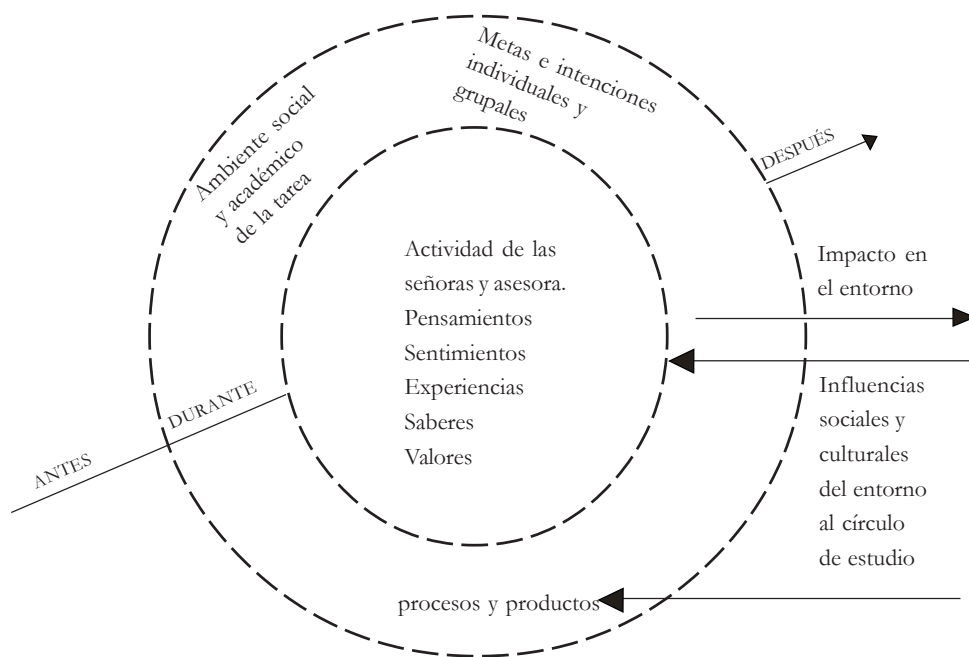 Metas e intenciones
individuales y
grupales
Ambiente social
y académico
de la tarea
DESPUÉS
Actividad de las
señoras y asesora.
Pensamientos
Sentimientos
Experiencias
Saberes
Valores
Impacto en
el entorno
DURANTE
ANTES
Influencias
sociales y
culturales
del entorno
al círculo
de estudio
procesos y productos